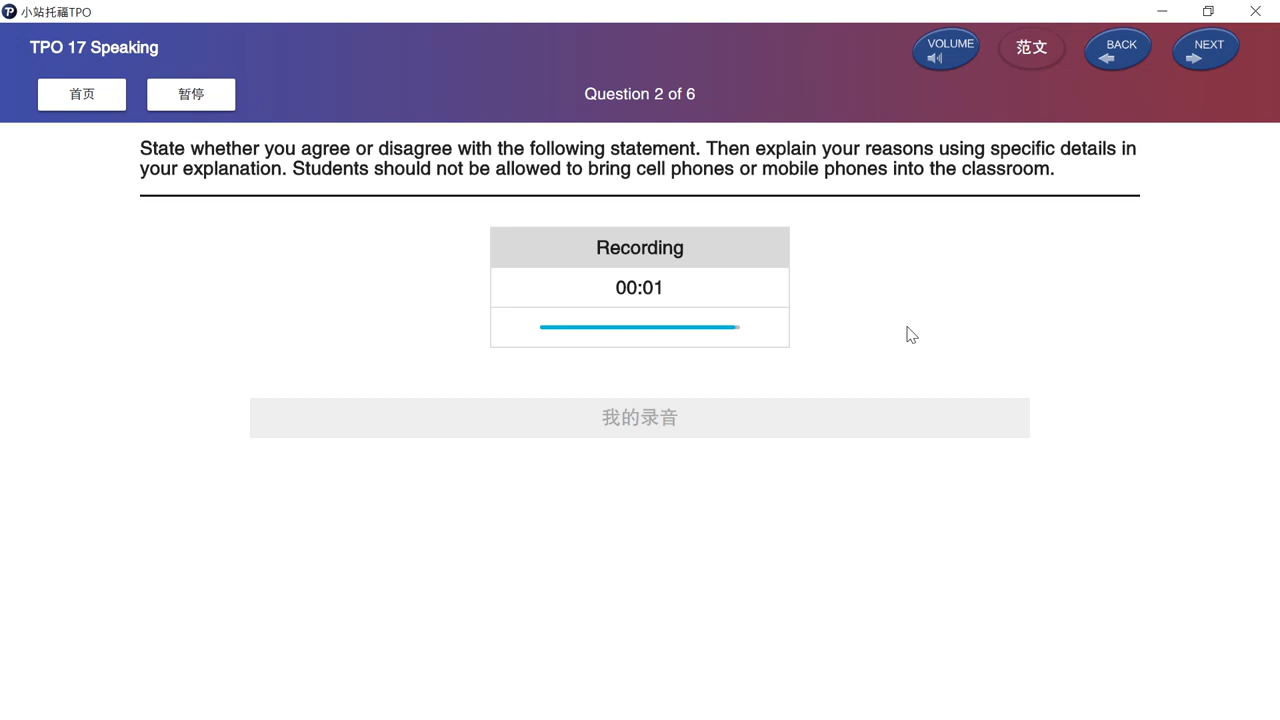 小站托福TPO
TPO 17 Speaking
VOLUME
范文
BACK
NEXT
首页
暂停
Question 2 of 6
State whether you agree or disagree with the following statement. Then explain your reasons using specific details in
your explanation. Students should not be allowed to bring cell phones or mobile phones into the classroom.
Recording
00:01
我的录音